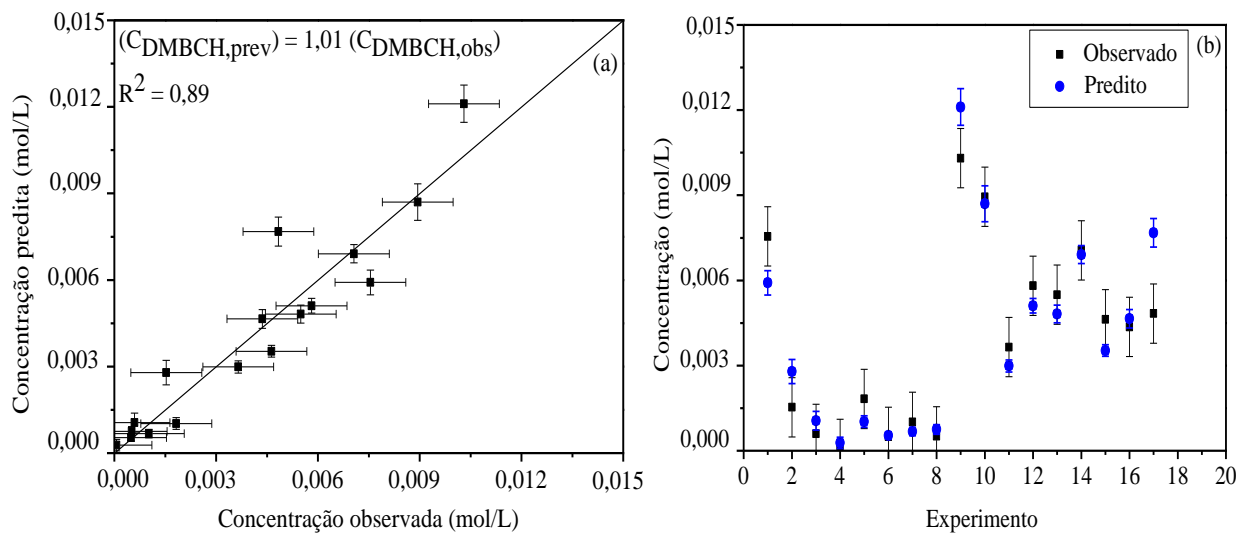 (C_DMBCH,prev) = 1,01 (C_DMBCH,obs)
R² = 0,89
(a)
Concentração predita (mol/L)
0,015
0,012
0,009
0,006
0,003
0,000
0,000 0,003 0,006 0,009 0,012 0,015
Concentração observada (mol/L)
(b)
Observado
Predito
Concentração (mol/L)
0,015
0,012
0,009
0,006
0,003
0,000
0 2 4 6 8 10 12 14 16 18 20
Experimento